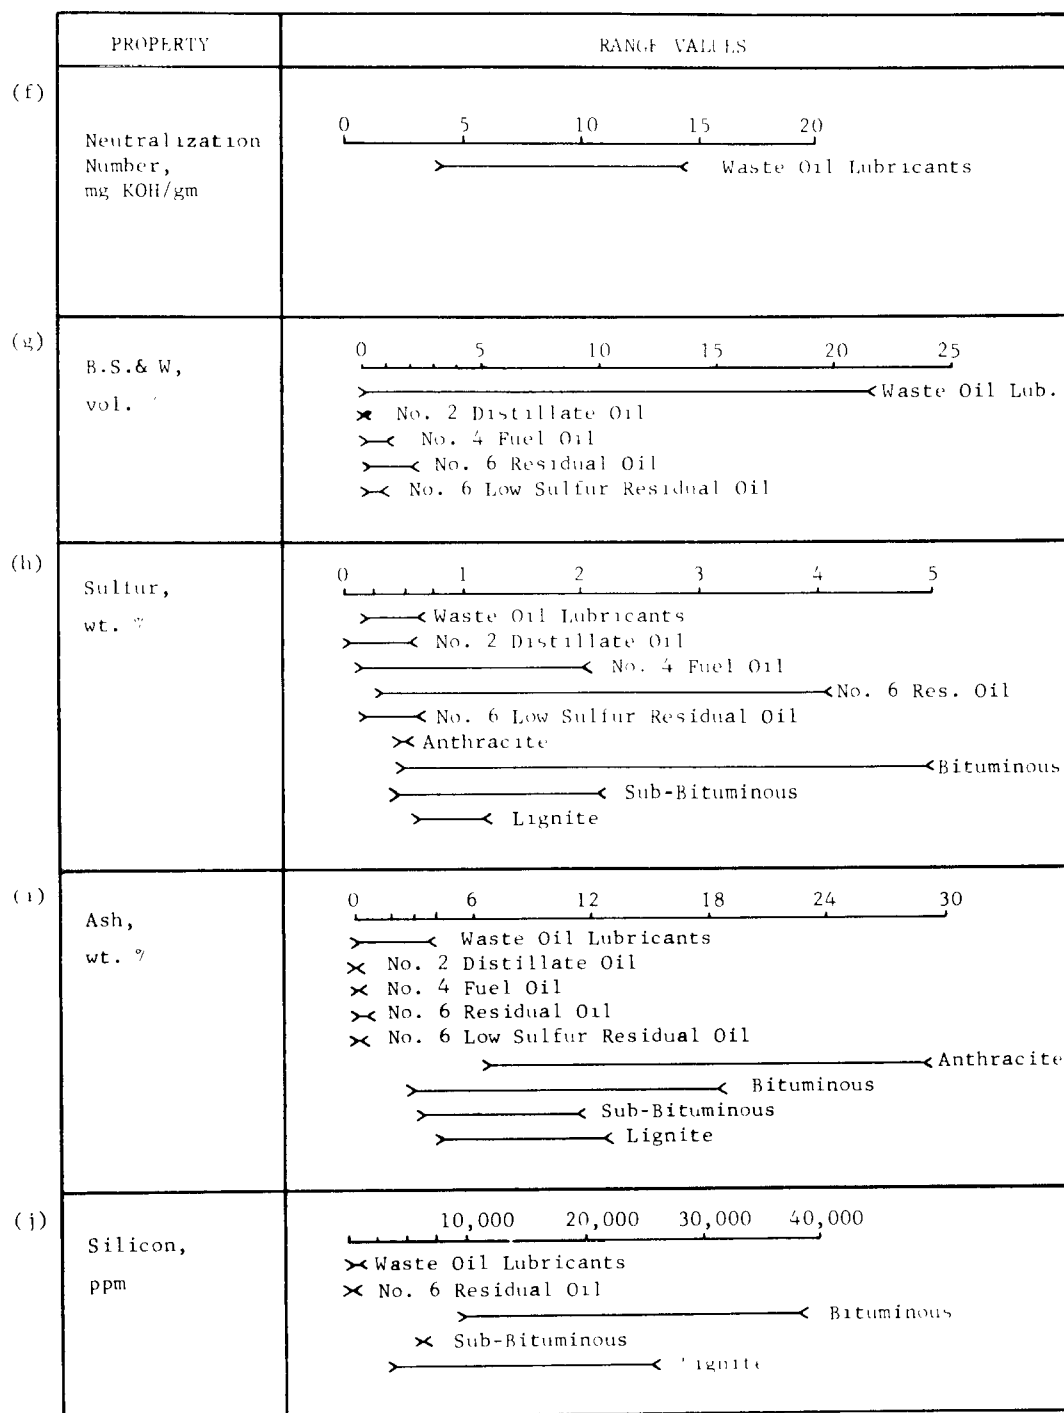 PROPERTY RANGE VALUES
(f)
Neutralization
Number,
mg KOH/gm
0 5 10 15 20
Waste Oil Lubricants
(g)
B.S.& W,
vol.
0 5 10 15 20 25
Waste Oil Lub.
No. 2 Distillate Oil
No. 4 Fuel Oil
No. 6 Residual Oil
No. 6 Low Sulfur Residual Oil
(h)
Sulfur,
wt. %
0 1 2 3 4 5
Waste Oil Lubricants
No. 2 Distillate Oil
No. 4 Fuel Oil
No. 6 Res. Oil
No. 6 Low Sulfur Residual Oil
Anthracite
Bituminous
Sub-Bituminous
Lignite
(i)
Ash,
wt. %
0 6 12 18 24 30
Waste Oil Lubricants
No. 2 Distillate Oil
No. 4 Fuel Oil
No. 6 Residual Oil
No. 6 Low Sulfur Residual Oil
Anthracite
Bituminous
Sub-Bituminous
Lignite
(j)
Silicon,
ppm
10,000 20,000 30,000 40,000
Waste Oil Lubricants
No. 6 Residual Oil
Bituminous
Sub-Bituminous
Lignite